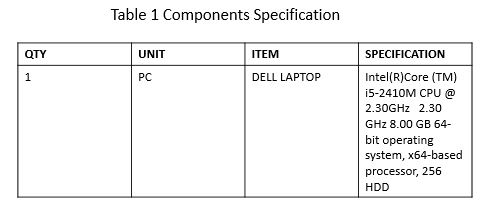 Table 1 Components Specification
QTY UNIT ITEM SPECIFICATION
1 PC DELL LAPTOP Intel(R)Core (TM)
i5-2410M CPU @
2.30GHz 2.30
GHz 8.00 GB 64-
bit operating
system, x64-based
processor, 256
HDD